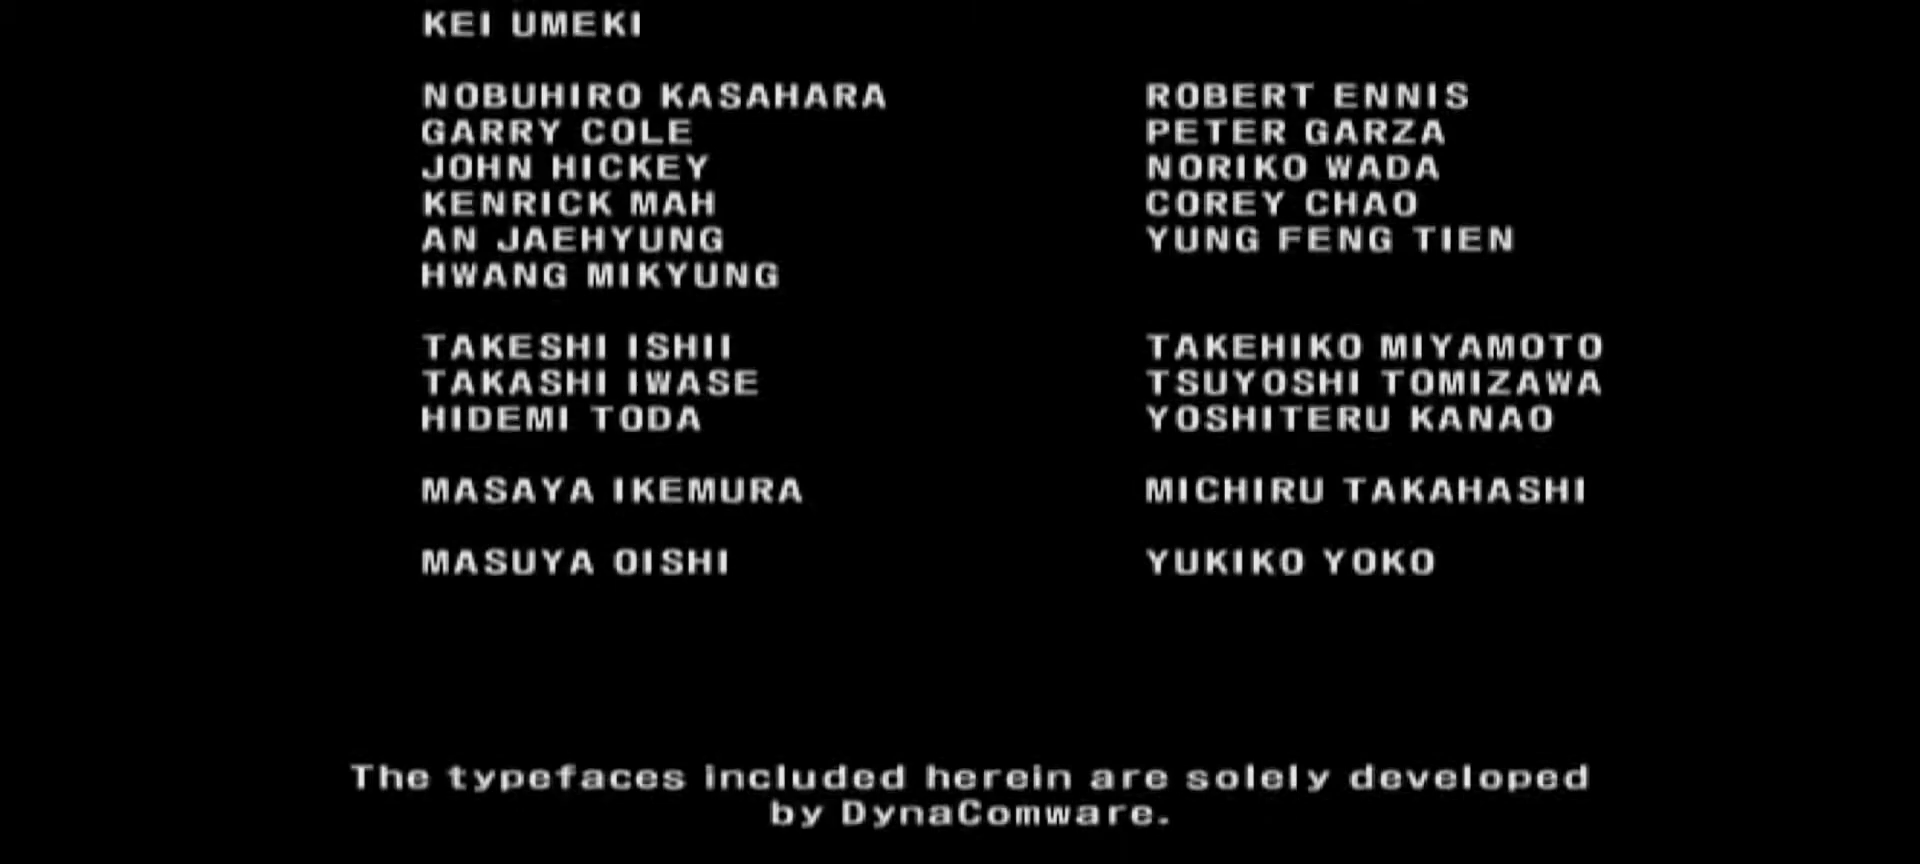 KEI UMEKI
NOBUHIRO KASAHARA ROBERT ENNIS
GARRY COLE PETER GARZA
JOHN HICKEY NORIKO WADA
KENRICK MAH COREY CHAO
AN JAEHYUNG YUNG FENG TIEN
HWANG MIKYUNG
TAKESHI ISHII TAKEHIKO MIYAMOTO
TAKASHI IWASE TSUYOSHI TOMIZAWA
HIDEMI TODA YOSHITERU KANAO
MASAYA IKEMURA MICHIRU TAKAHASHI
MASUYA OISHI YUKIKO YOKO
The typefaces included herein are solely developed
by DynaComware.